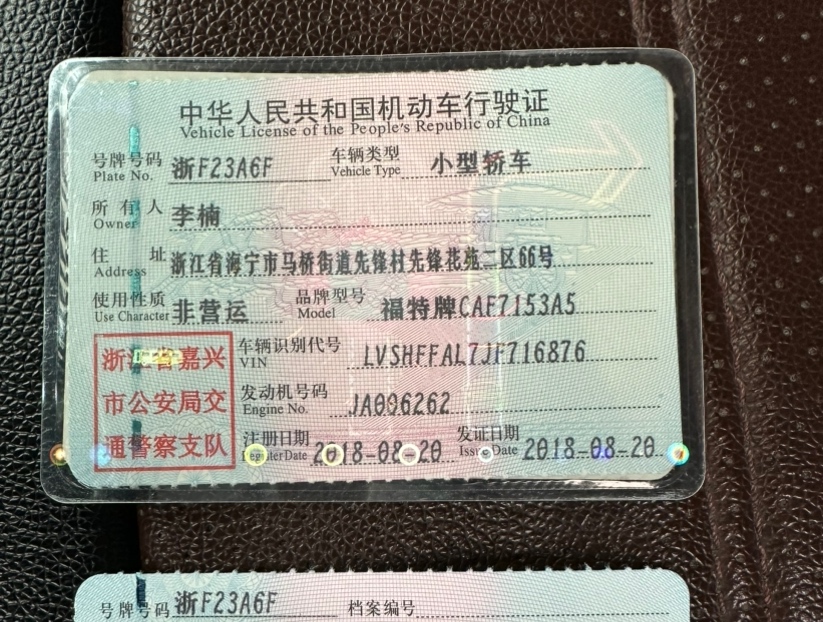 中华人民共和国机动车行驶证
Vehicle License of the People's Republic of China
号牌号码 浙F23A6F 车辆类型 小型轿车
Plate No. Vehicle Type
所有人 李楠
Owner
住址 浙江省海宁市马桥街道先锋村先锋花苑二区66号
Address
使用性质 非营运 品牌型号 福特牌CAF7153A5
Use Character Model
浙江省嘉兴
市公安局交
通警察支队
车辆识别代号 LVSHFFAL7JF716876
VIN
发动机号码 JA006262
Engine No.
注册日期 2018-08-20 发证日期 2018-08-20
Register Date Issue Date
号牌号码 浙F23A6F 档案编号